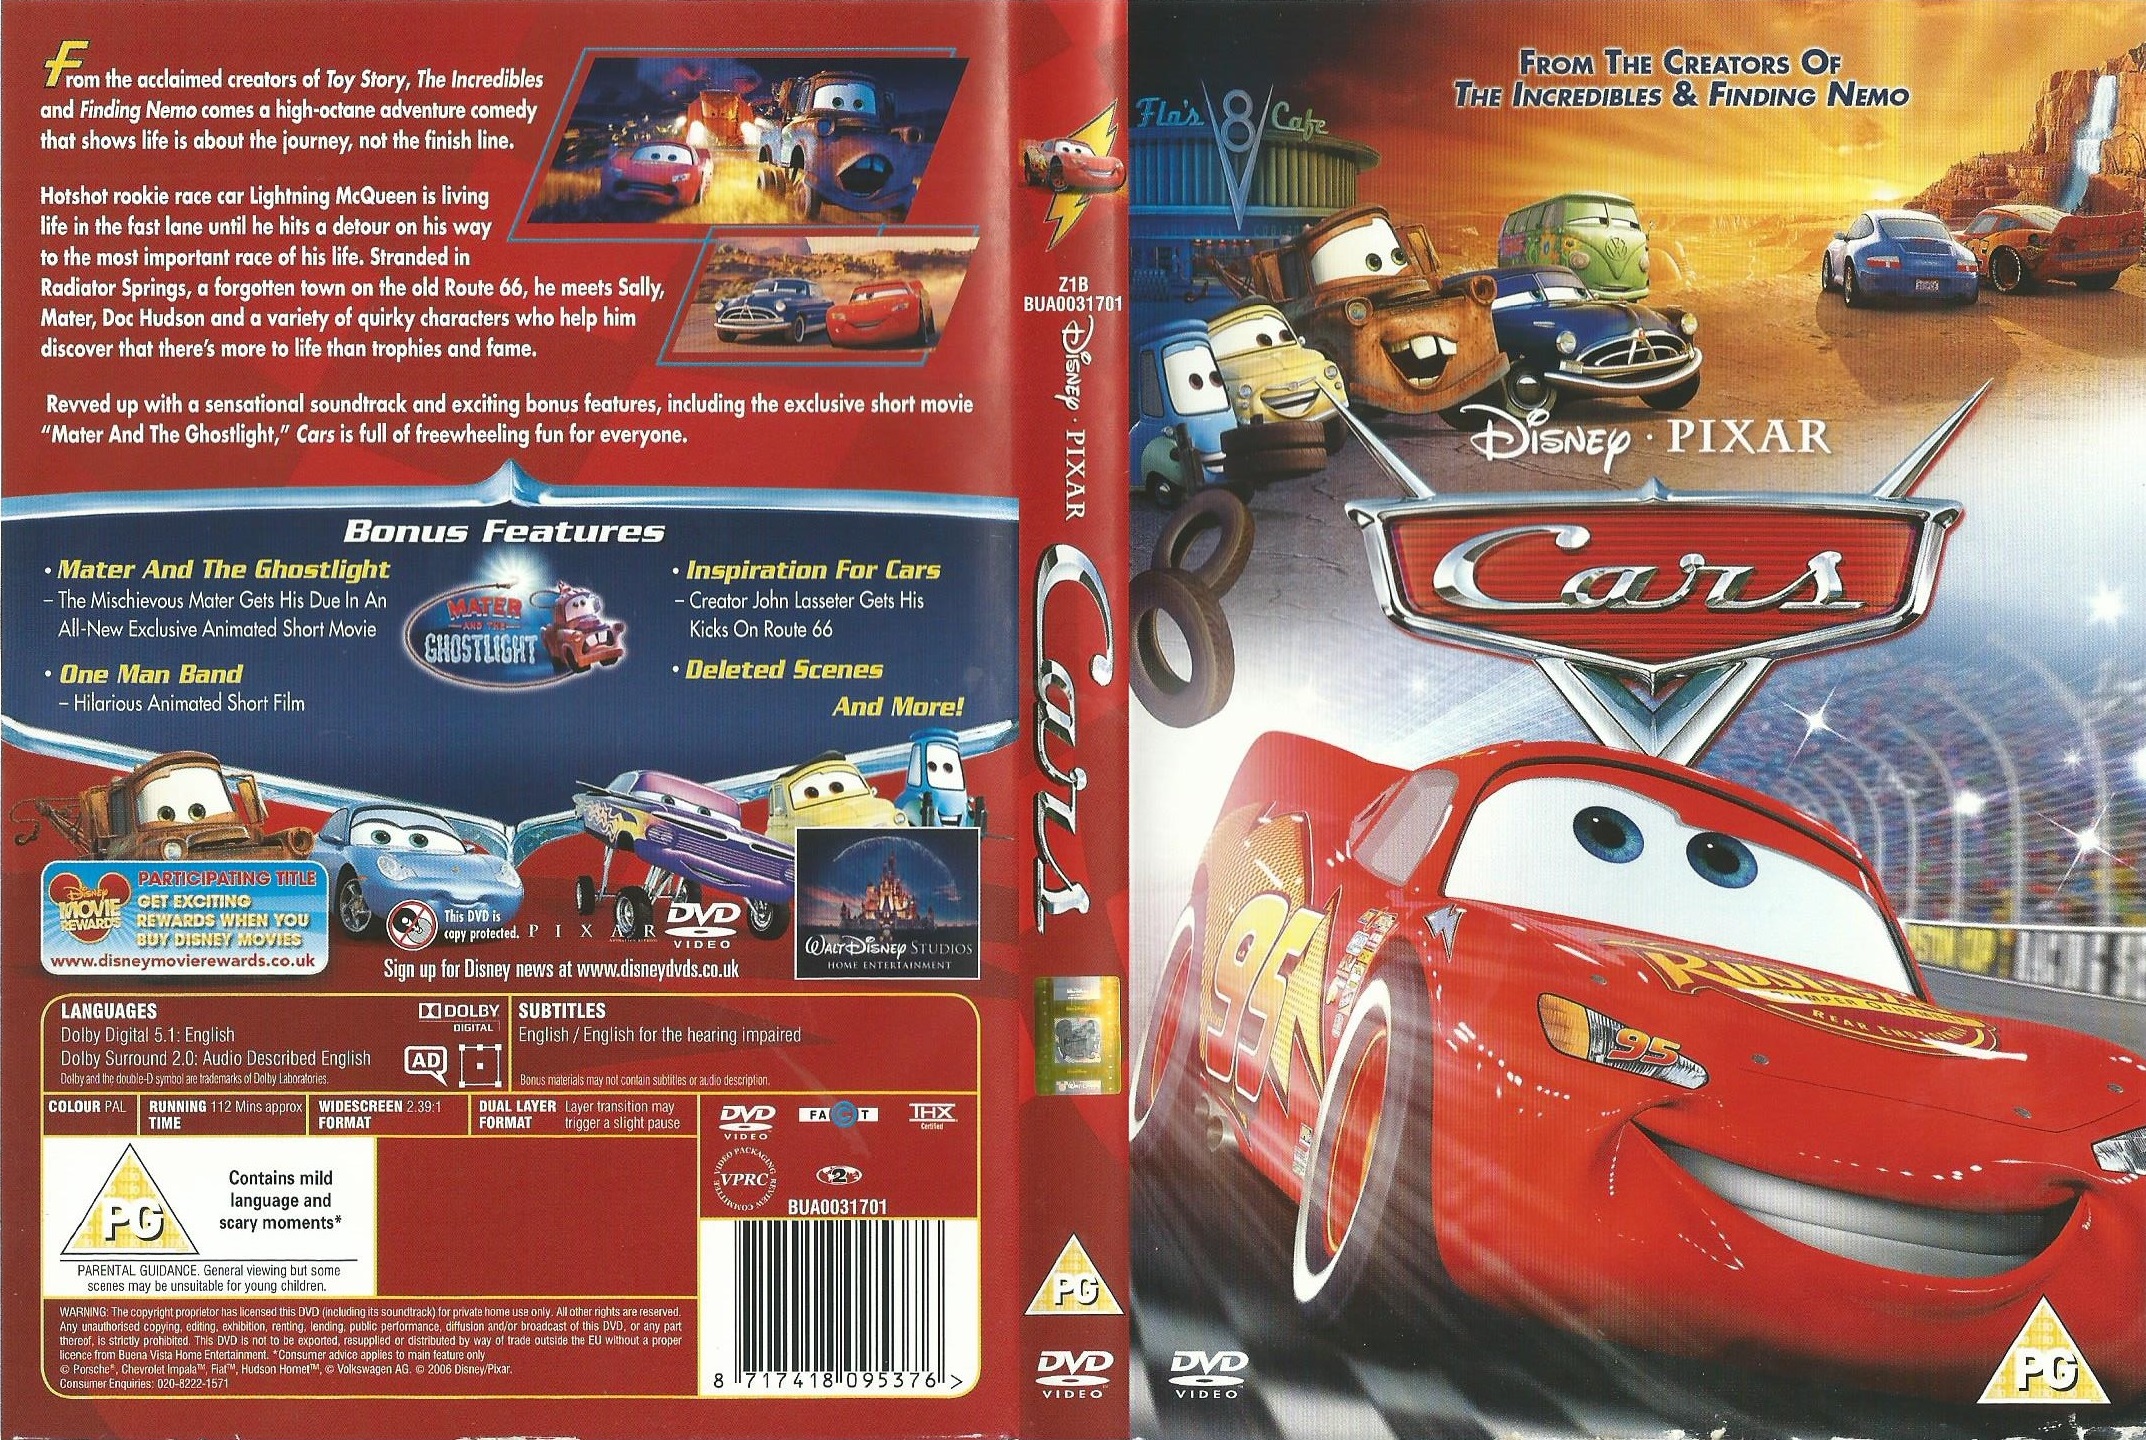 From the acclaimed creators of Toy Story, The Incredibles
and Finding Nemo comes a high-octane adventure comedy
that shows life is about the journey, not the finish line.
Hotshot rookie race car Lightning McQueen is living
life in the fast lane until he hits a detour on his way
to the most important race of his life. Stranded in
Radiator Springs, a forgotten town on the old Route 66, he meets Sally,
Mater, Doc Hudson and a variety of quirky characters who help him
discover that there's more to life than trophies and fame.
Revved up with a sensational soundtrack and exciting bonus features, including the exclusive short movie
"Mater And The Ghostlight," Cars is full of freewheeling fun for everyone.
Bonus Features
• Mater And The Ghostlight
– The Mischievous Mater Gets His Due In An
All-New Exclusive Animated Short Movie
• One Man Band
– Hilarious Animated Short Film
MATER
AND THE
GHOSTLIGHT
• Inspiration For Cars
– Creator John Lasseter Gets His
Kicks On Route 66
• Deleted Scenes
And More!
Disney
MOVIE
REWARDS
PARTICIPATING TITLE
GET EXCITING
REWARDS WHEN YOU
BUY DISNEY MOVIES
www.disneymovierewards.co.uk
This DVD is
copy protected.
PIXAR
ANIMATION STUDIOS
DVD
VIDEO
WALT DISNEY STUDIOS
HOME ENTERTAINMENT
Sign up for Disney news at www.disneydvds.co.uk
LANGUAGES
Dolby Digital 5.1: English
Dolby Surround 2.0: Audio Described English
Dolby and the double-D symbol are trademarks of Dolby Laboratories.
DOLBY
DIGITAL
AD
SUBTITLES
English / English for the hearing impaired
Bonus materials may not contain subtitles or audio description.
COLOUR PAL
RUNNING 112 Mins approx
TIME
WIDESCREEN 2.39:1
FORMAT
DUAL LAYER Layer transition may
FORMAT trigger a slight pause
DVD
VIDEO
FACT
THX
Certified
VIDEO PACKAGING REVIEW COMMITTEE
VPRC
2
BUA0031701
PG
Contains mild
language and
scary moments*
PARENTAL GUIDANCE. General viewing but some
scenes may be unsuitable for young children.
WARNING: The copyright proprietor has licensed this DVD (including its soundtrack) for private home use only. All other rights are reserved.
Any unauthorised copying, editing, exhibition, renting, lending, public performance, diffusion and/or broadcast of this DVD, or any part
thereof, is strictly prohibited. This DVD is not to be exported, resupplied or distributed by way of trade outside the EU without a proper
licence from Buena Vista Home Entertainment. *Consumer advice applies to main feature only
© Porsche®, Chevrolet Impala™, Fiat™, Hudson Hornet™. © Volkswagen AG. © 2006 Disney/Pixar.
Consumer Enquiries: 020-8222-1571
8 717418 095376 >
Z1B
BUA0031701
Disney · PIXAR
Cars
PG
DVD
VIDEO
FROM THE CREATORS OF
THE INCREDIBLES & FINDING NEMO
Flo's V8 Cafe
Disney · PIXAR
Cars
95
95
REAR END
DVD
VIDEO
PG